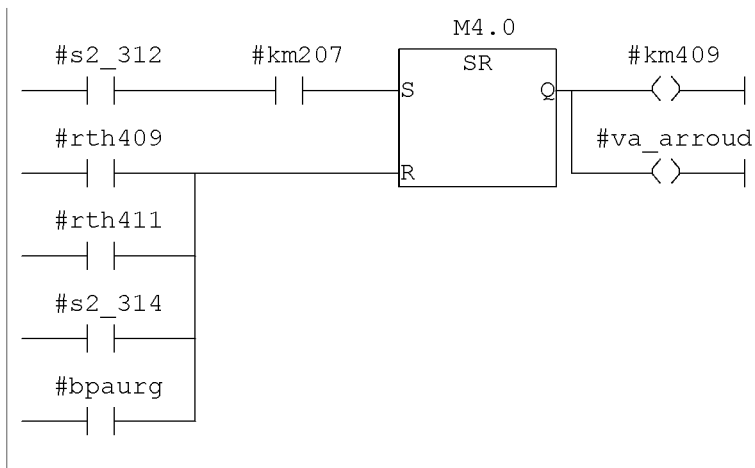 M4.0
#s2_312 #km207 SR #km409
S Q
#rth409 #va_arroud
R
#rth411
#s2_314
#bpaurg